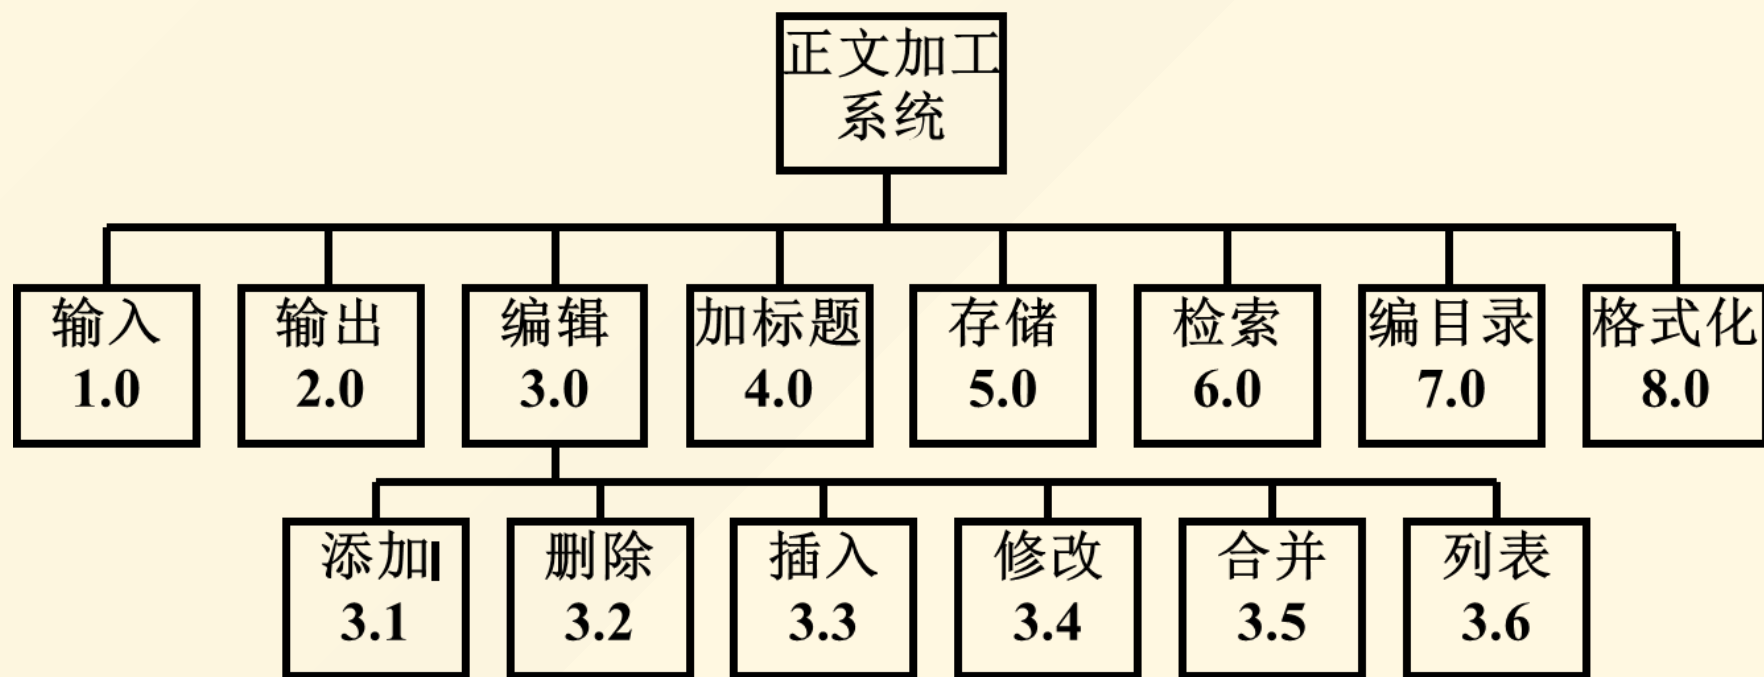 正文加工
系统
输入 输出 编辑 加标题 存储 检索 编目录 格式化
1.0 2.0 3.0 4.0 5.0 6.0 7.0 8.0
添加 删除 插入 修改 合并 列表
3.1 3.2 3.3 3.4 3.5 3.6